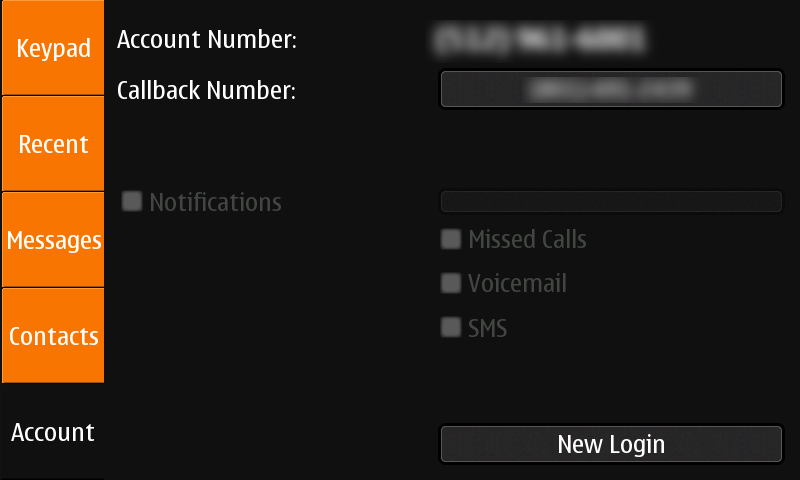 Keypad
Recent
Messages
Contacts
Account
Account Number:
Callback Number:
Notifications
Missed Calls
Voicemail
SMS
New Login